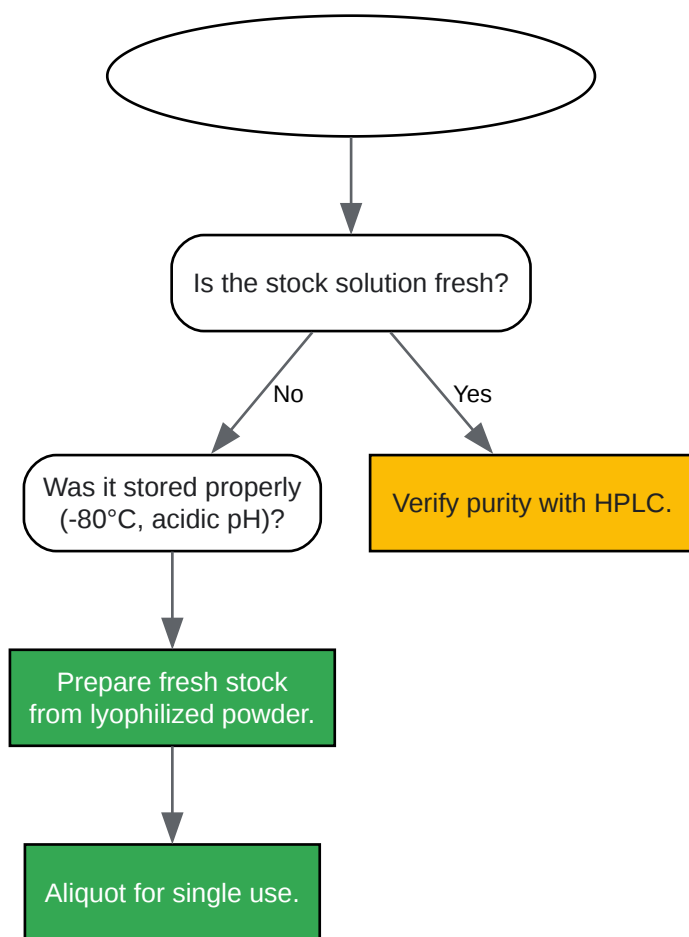 Is the stock solution fresh?
No
Yes
Was it stored properly
(-80°C, acidic pH)?
Verify purity with HPLC.
Prepare fresh stock
from lyophilized powder.
Aliquot for single use.